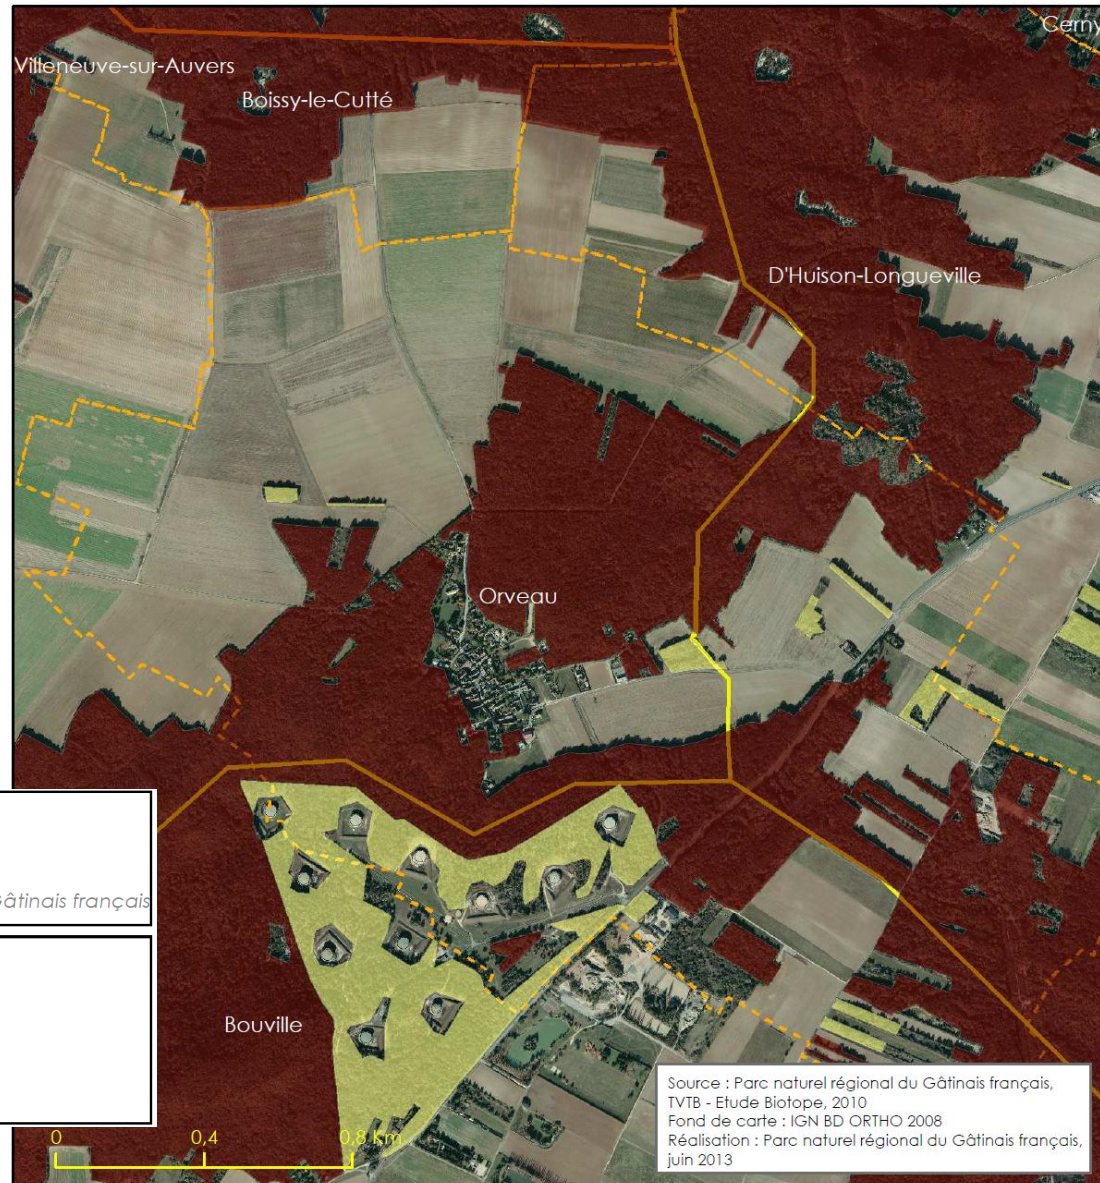 Cerny
Villeneuve-sur-Auvers
Boissy-le-Cutté
D'Huison-Longueville
Orveau
Gâtinais français
Bouville
0 0,4 0,8 Km
Source : Parc naturel régional du Gâtinais français,
TVTB - Etude Biotope, 2010
Fond de carte : IGN BD ORTHO 2008
Réalisation : Parc naturel régional du Gâtinais français,
juin 2013